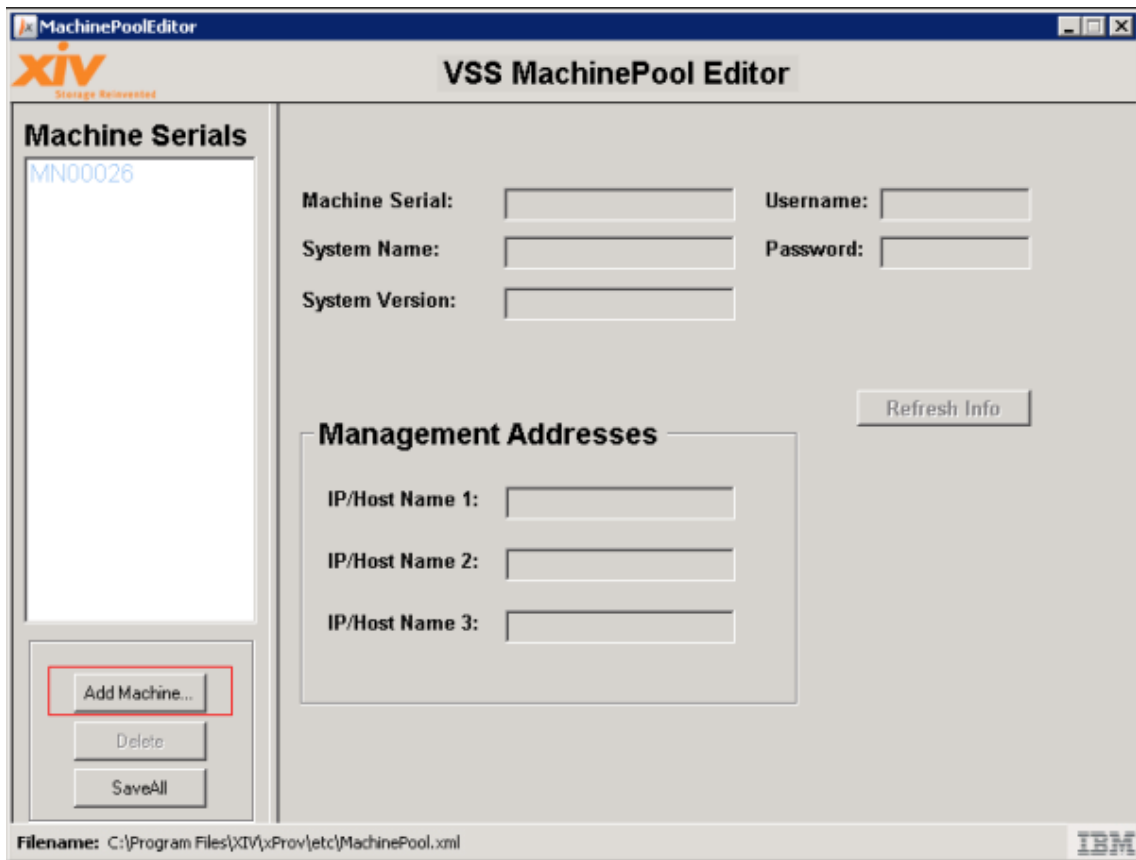 MachinePoolEditor
XIV
Storage Reinvented
VSS MachinePool Editor
Machine Serials
MN00026
Machine Serial:
Username:
System Name:
Password:
System Version:
Refresh Info
Management Addresses
IP/Host Name 1:
IP/Host Name 2:
IP/Host Name 3:
Add Machine...
Delete
SaveAll
Filename: C:\Program Files\XIV\xProv\etc\MachinePool.xml
IBM